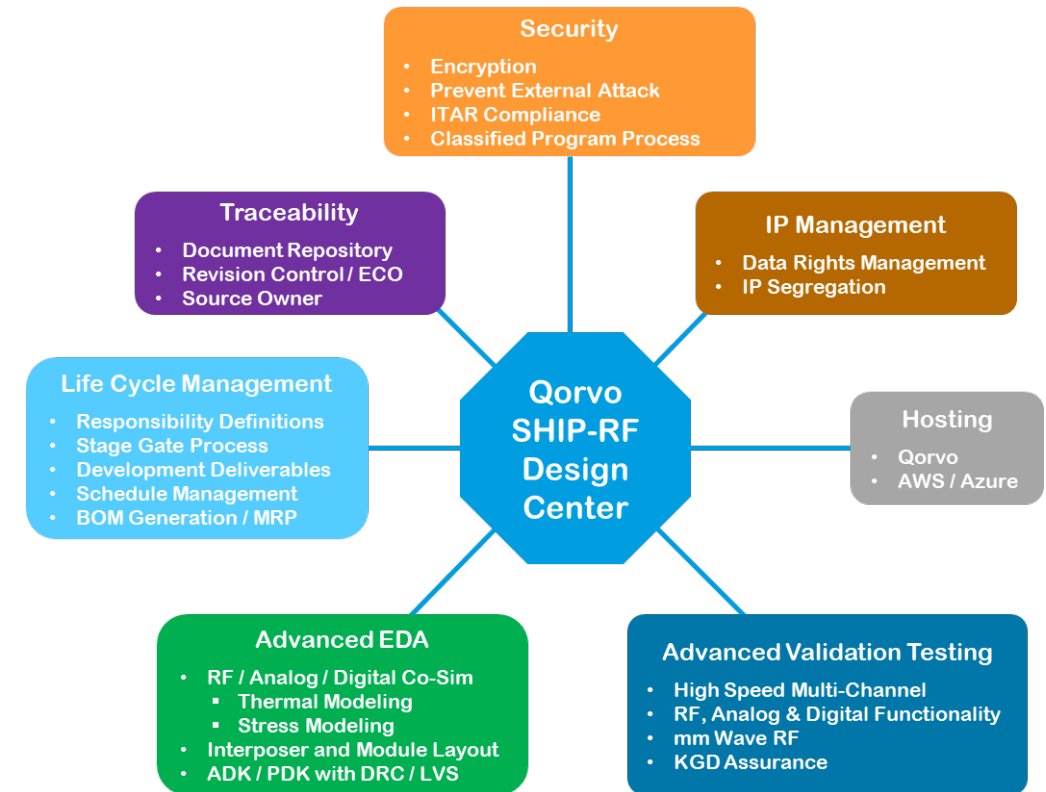 Security
• Encryption
• Prevent External Attack
• ITAR Compliance
• Classified Program Process
Traceability
• Document Repository
• Revision Control / ECO
• Source Owner
IP Management
• Data Rights Management
• IP Segregation
Life Cycle Management
• Responsibility Definitions
• Stage Gate Process
• Development Deliverables
• Schedule Management
• BOM Generation / MRP
Qorvo
SHIP-RF
Design
Center
Hosting
• Qorvo
• AWS / Azure
Advanced EDA
• RF / Analog / Digital Co-Sim
▪ Thermal Modeling
▪ Stress Modeling
• Interposer and Module Layout
• ADK / PDK with DRC / LVS
Advanced Validation Testing
• High Speed Multi-Channel
• RF, Analog & Digital Functionality
• mm Wave RF
• KGD Assurance